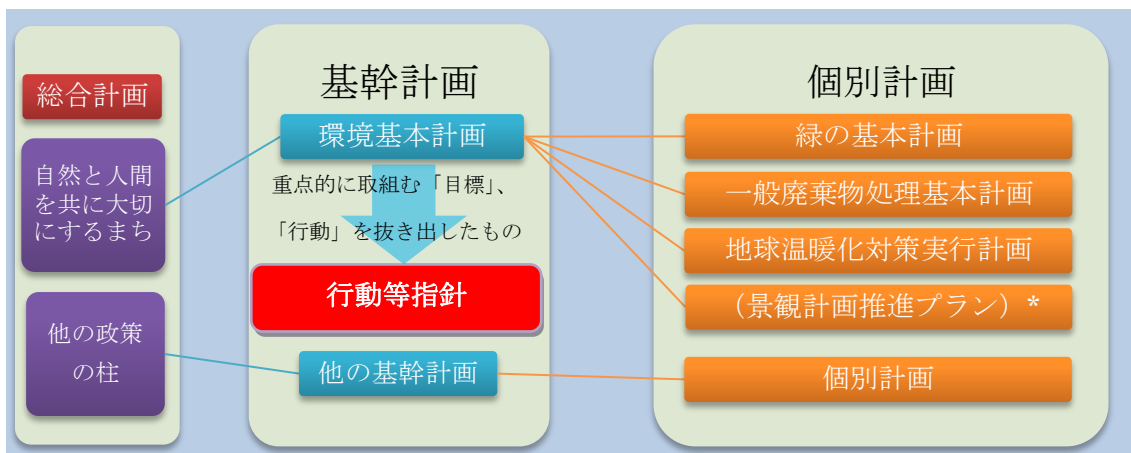 総合計画
自然と人間
を共に大切
にするまち
他の政策
の柱
基幹計画
環境基本計画
重点的に取組む「目標」、
「行動」を抜き出したもの
行動等指針
他の基幹計画
個別計画
緑の基本計画
一般廃棄物処理基本計画
地球温暖化対策実行計画
（景観計画推進プラン）*
個別計画